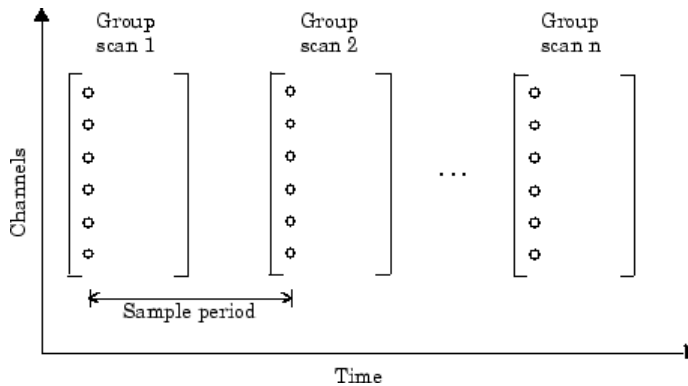 Group
scan 1
Group
scan 2
Group
scan n
Channels
...
Sample period
Time